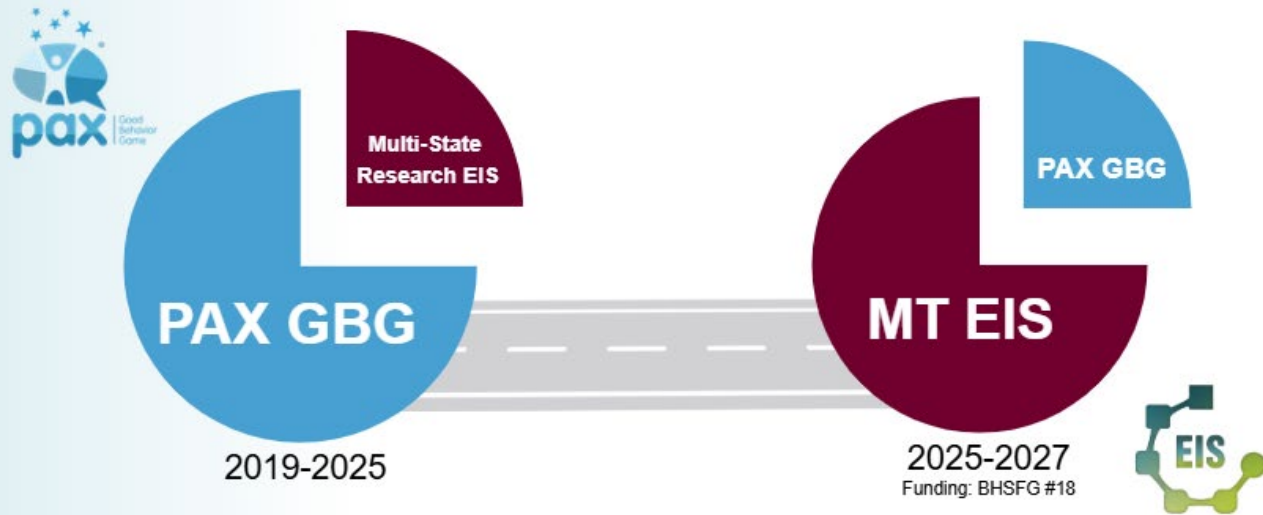 pax
Good
Behavior
Game
Multi-State
Research EIS
PAX GBG
2019-2025
PAX GBG
MT EIS
2025-2027
Funding: BHSFG #18
EIS